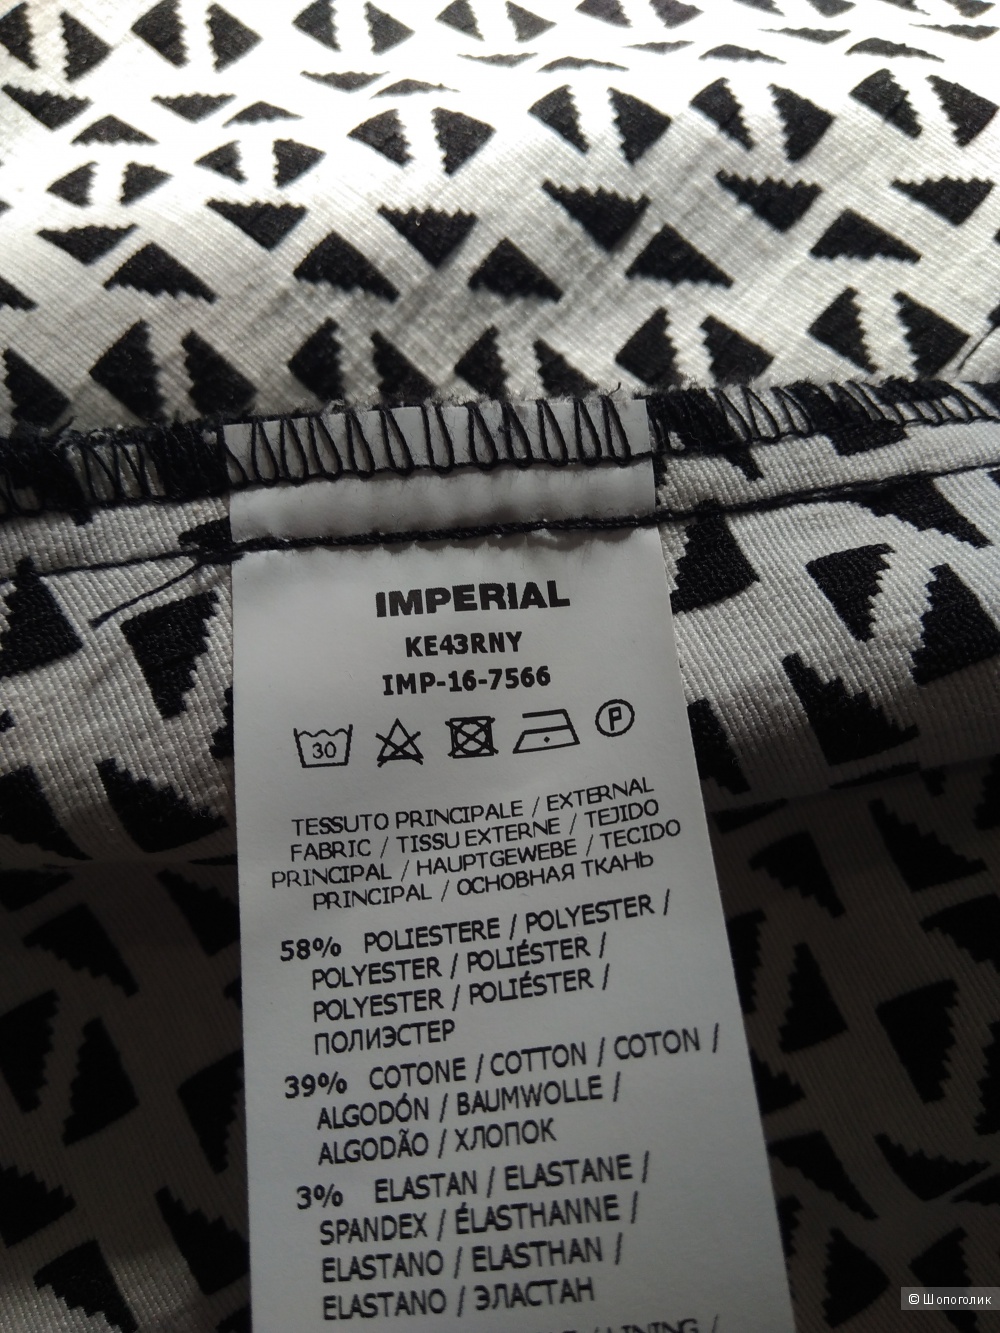 IMPERIAL
KE43RNY
IMP-16-7566
30
P
TESSUTO PRINCIPALE / EXTERNAL
FABRIC / TISSU EXTERNE / TEJIDO
PRINCIPAL / HAUPTGEWEBE / TECIDO
PRINCIPAL / ОСНОВНАЯ ТКАНЬ
58% POLIESTERE / POLYESTER /
POLYESTER / POLIÉSTER /
POLYESTER / POLIÉSTER /
ПОЛИЭСТЕР
39% COTONE / COTTON / COTON /
ALGODÓN / BAUMWOLLE /
ALGODÃO / ХЛОПОК
3% ELASTAN / ELASTANE /
SPANDEX / ÉLASTHANNE /
ELASTANO / ELASTHAN /
ELASTANO / ЭЛАСТАН
/ LINING /
© Шопоголик